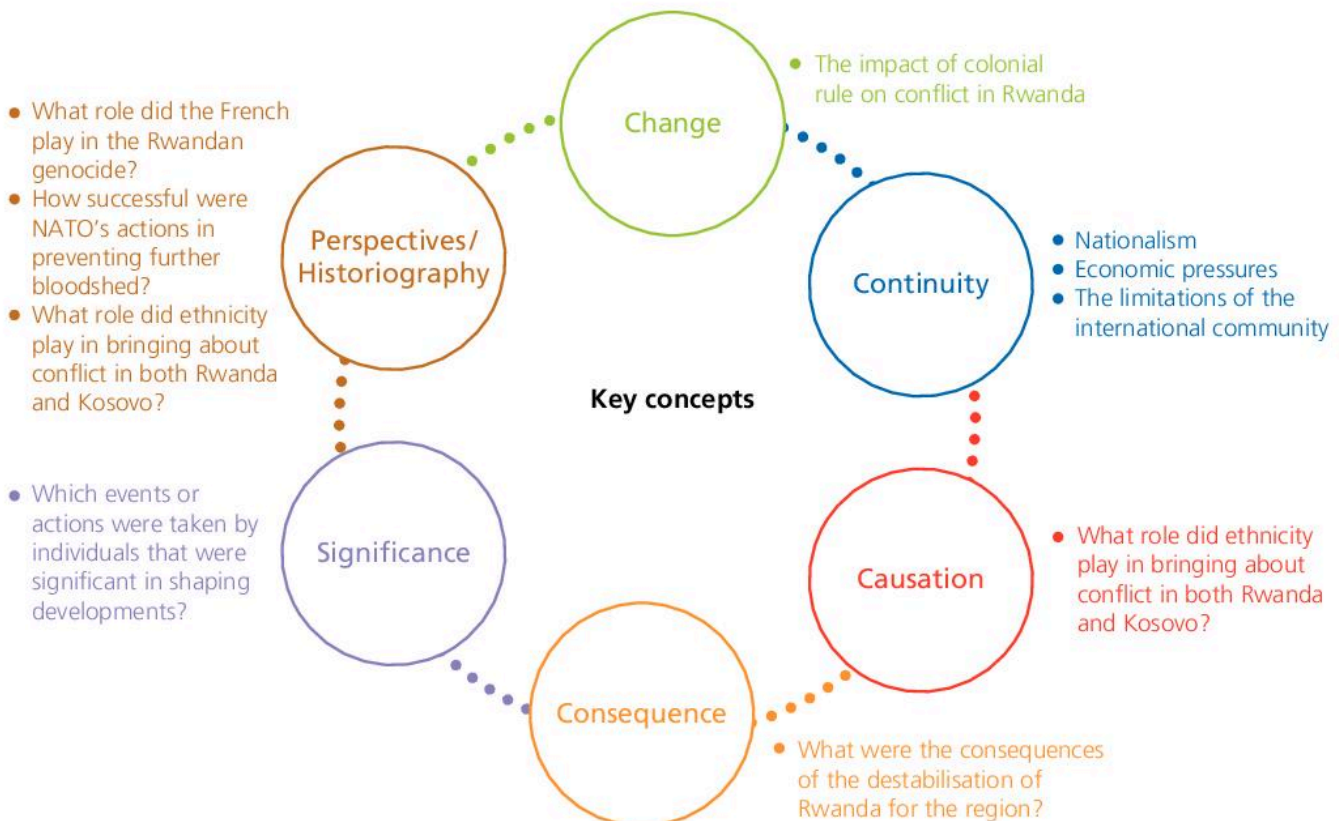 Change
• The impact of colonial
rule on conflict in Rwanda
Continuity
• Nationalism
• Economic pressures
• The limitations of the
international community
Causation
• What role did ethnicity
play in bringing about
conflict in both Rwanda
and Kosovo?
Consequence
• What were the consequences
of the destabilisation of
Rwanda for the region?
Significance
• Which events or
actions were taken by
individuals that were
significant in shaping
developments?
Perspectives/
Historiography
• What role did the French
play in the Rwandan
genocide?
• How successful were
NATO's actions in
preventing further
bloodshed?
• What role did ethnicity
play in bringing about
conflict in both Rwanda
and Kosovo?
Key concepts